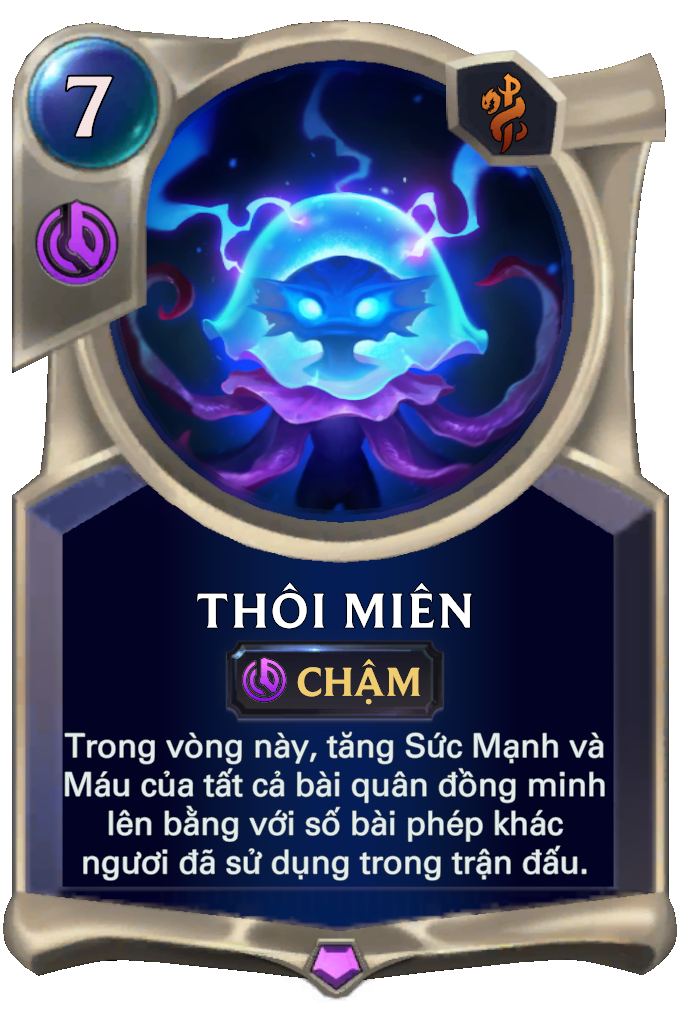 7
THÔI MIÊN
CHẬM
Trong vòng này, tăng Sức Mạnh và
Máu của tất cả bài quân đồng minh
lên bằng với số bài phép khác
ngươi đã sử dụng trong trận đấu.